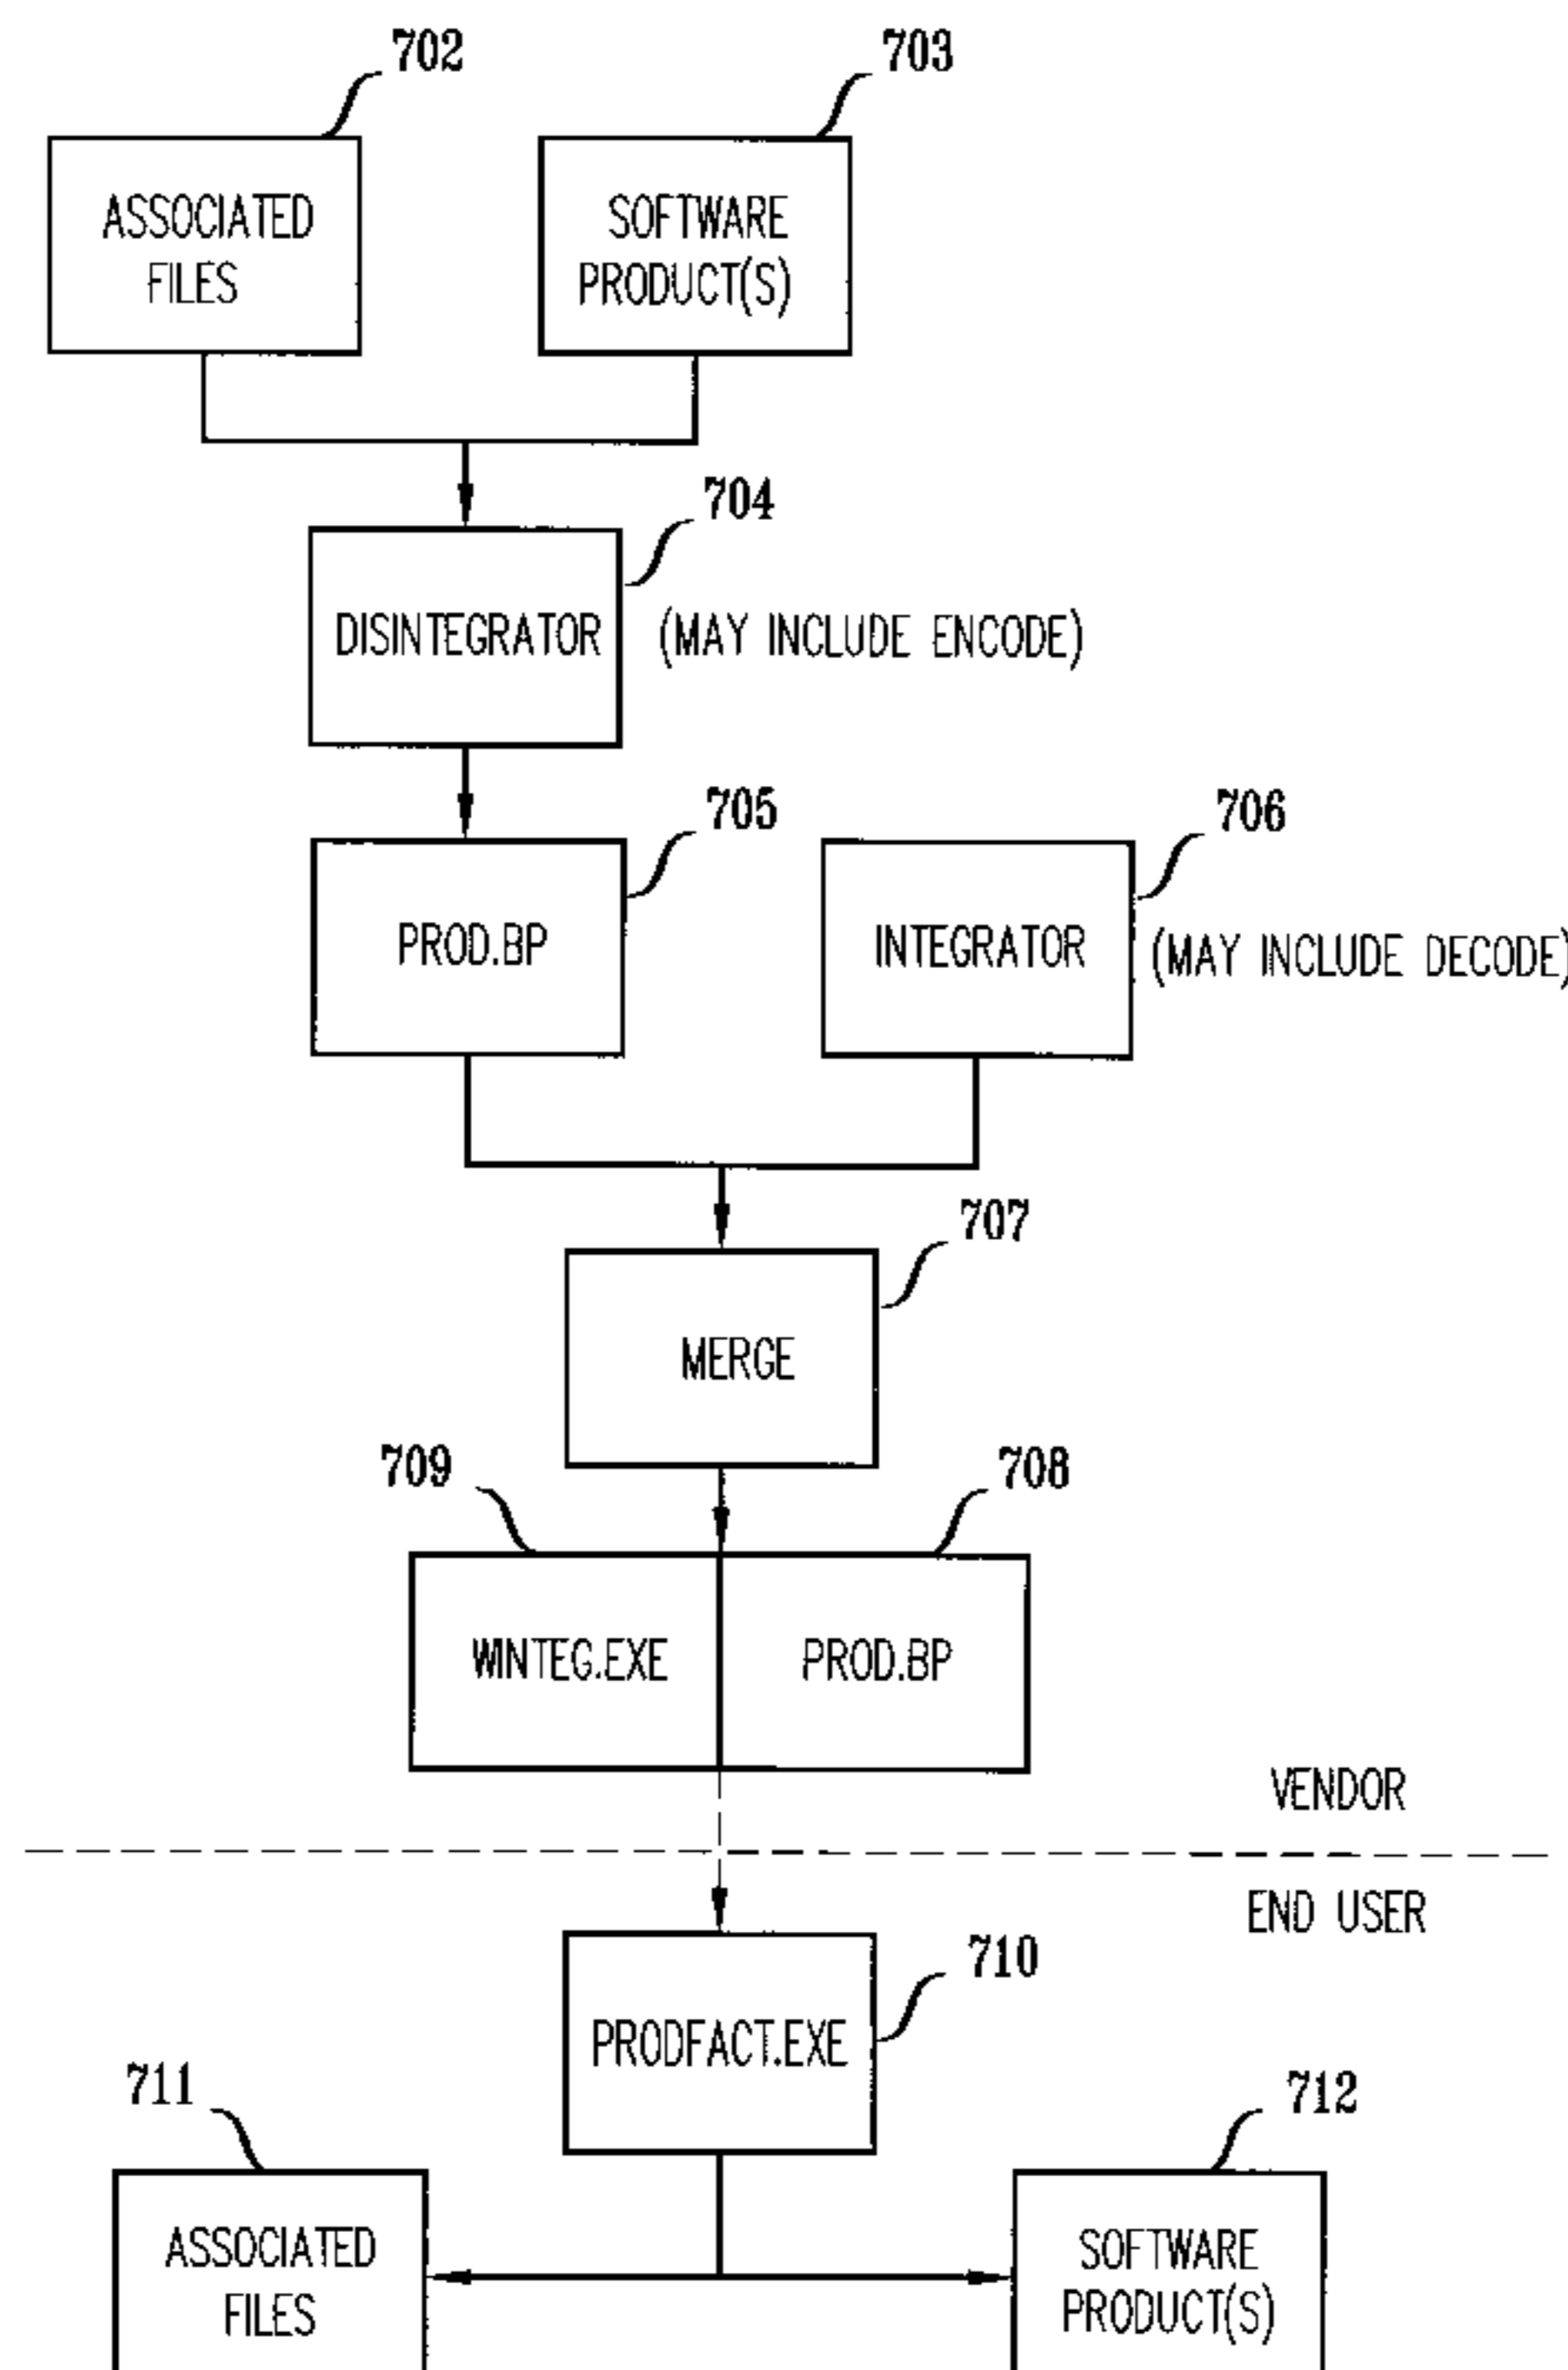 702
703
ASSOCIATED
FILES
SOFTWARE
PRODUCT(S)
704
DISINTEGRATOR
(MAY INCLUDE ENCODE)
705
706
PROD.BP
INTEGRATOR
(MAY INCLUDE DECODE)
707
MERGE
709
708
WINTEG.EXE
PROD.BP
VENDOR
END USER
710
PRODFACT.EXE
711
712
ASSOCIATED
FILES
SOFTWARE
PRODUCT(S)